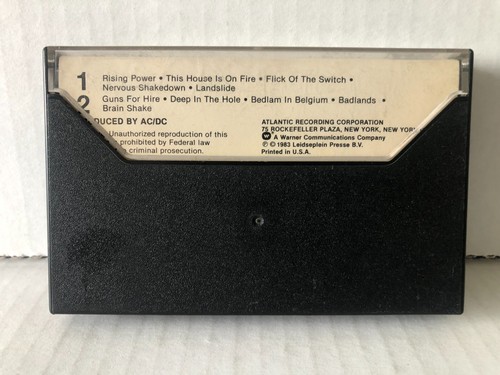 1
Rising Power • This House Is On Fire • Flick Of The Switch •
Nervous Shakedown • Landslide
2
Guns For Hire • Deep In The Hole • Bedlam In Belgium • Badlands •
Brain Shake
DUCED BY AC/DC
Unauthorized reproduction of this
prohibited by Federal law
criminal prosecution.
ATLANTIC RECORDING CORPORATION
75 ROCKEFELLER PLAZA, NEW YORK, NEW YORK
A Warner Communications Company
℗ © 1983 Leidseplein Presse B.V.
Printed in U.S.A.